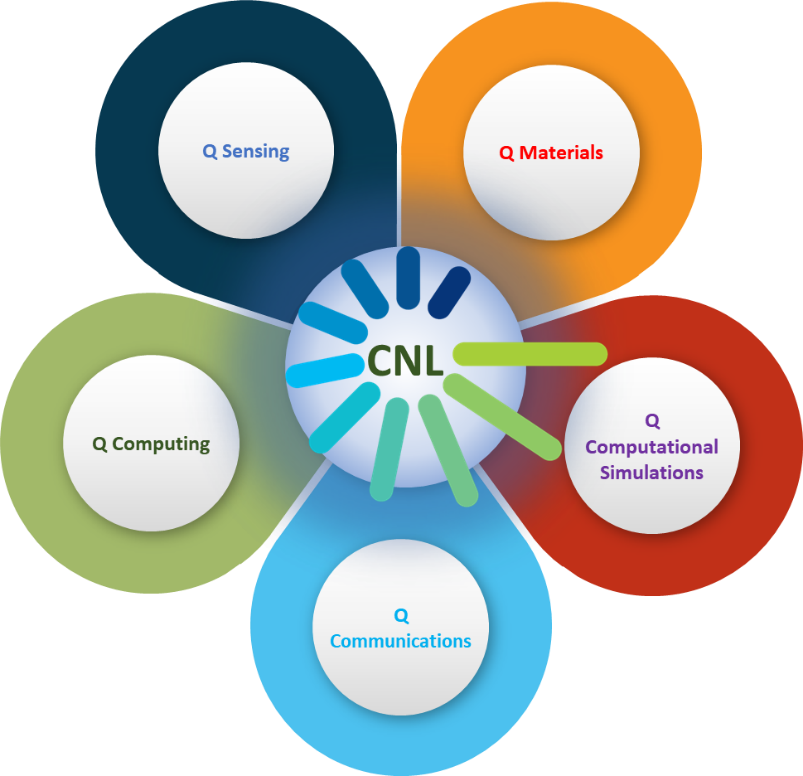 Q Sensing
Q Materials
CNL
Q Computing
Q
Computational
Simulations
Q
Communications